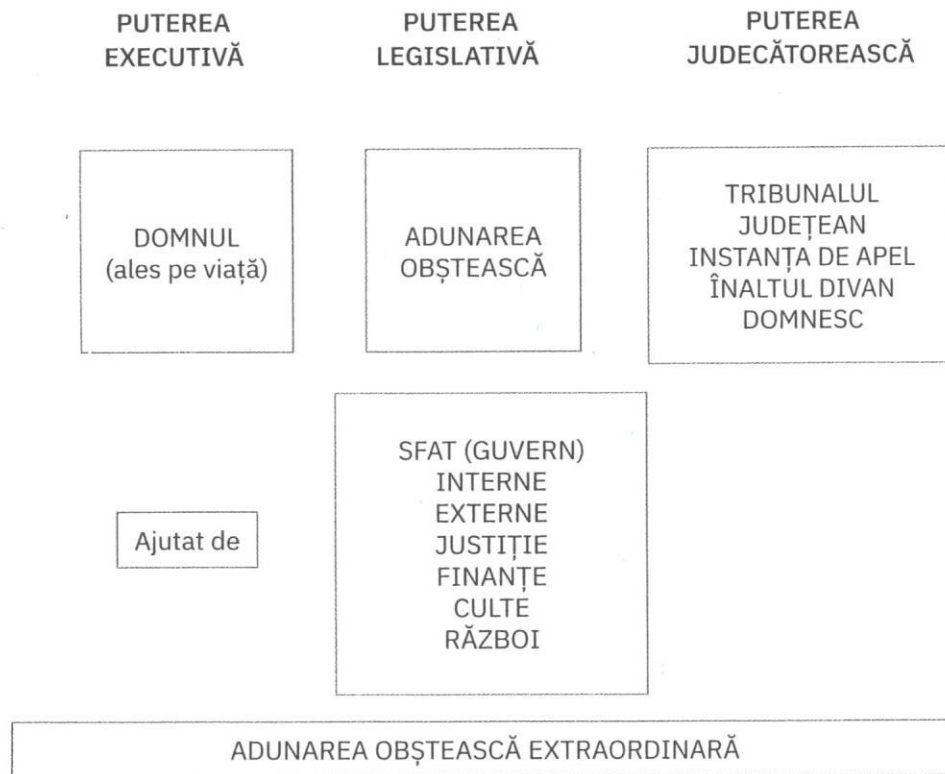 PUTEREA
EXECUTIVĂ
PUTEREA
LEGISLATIVĂ
PUTEREA
JUDECĂTOREASCĂ
DOMNUL
(ales pe viață)
ADUNAREA
OBȘTEASCĂ
TRIBUNALUL
JUDEȚEAN
INSTANȚA DE APEL
ÎNALTUL DIVAN
DOMNESC
Ajutat de
SFAT (GUVERN)
INTERNE
EXTERNE
JUSTIȚIE
FINANȚE
CULTE
RĂZBOI
ADUNAREA OBȘTEASCĂ EXTRAORDINARĂ